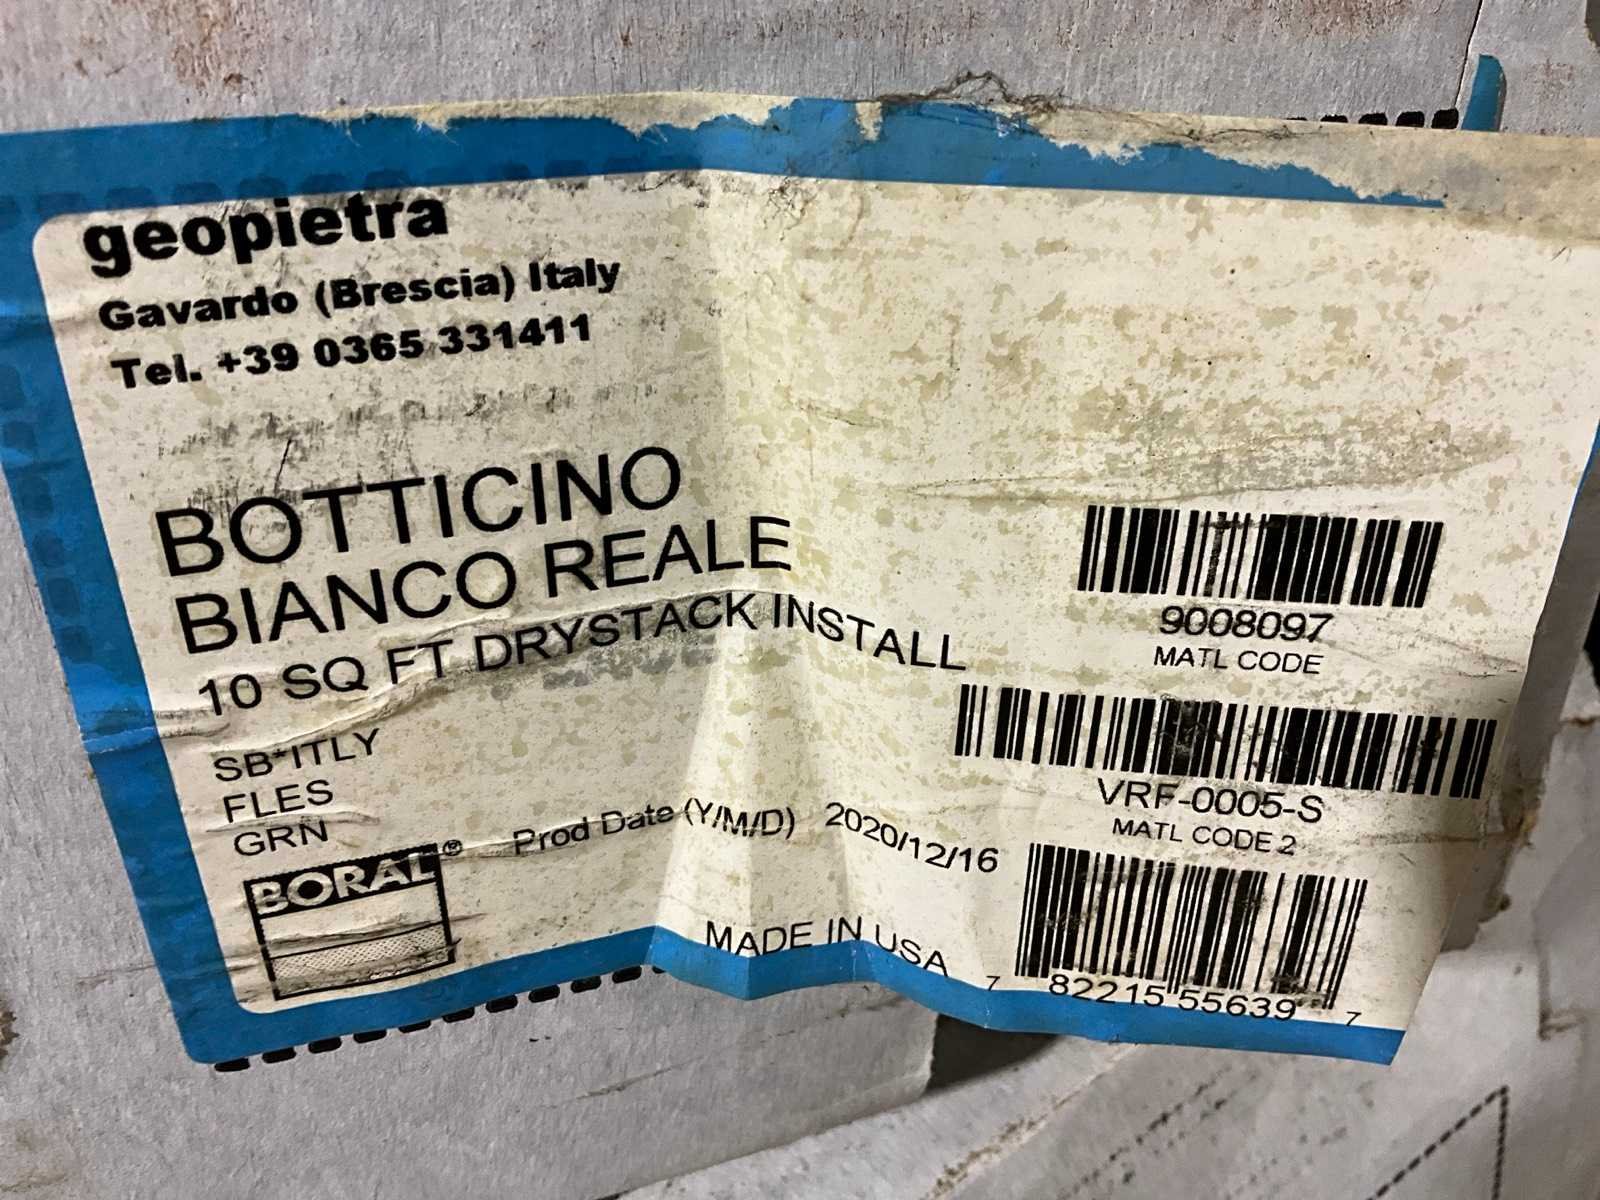 geopietra
Gavardo (Brescia) Italy
Tel. +39 0365 331411
BOTTICINO
BIANCO REALE
10 SQ FT DRYSTACK INSTALL
SB*ITLY
FLES
GRN
BORAL®
Prod Date (Y/M/D) 2020/12/16
MADE IN USA
9008097
MATL CODE
VRF-0005-S
MATL CODE 2
7 82215 55639 7